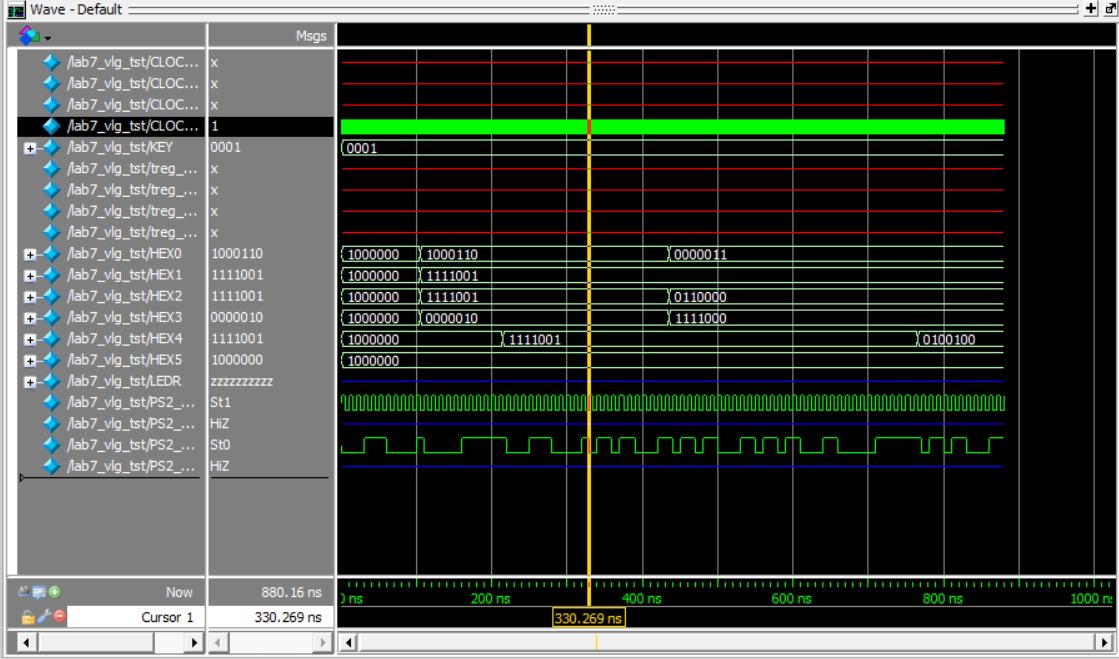 Wave - Default
Msgs
/lab7_vlg_tst/CLOC... x
/lab7_vlg_tst/CLOC... x
/lab7_vlg_tst/CLOC... x
/lab7_vlg_tst/CLOC... 1
/lab7_vlg_tst/KEY 0001 0001
/lab7_vlg_tst/treg_... x
/lab7_vlg_tst/treg_... x
/lab7_vlg_tst/treg_... x
/lab7_vlg_tst/treg_... x
/lab7_vlg_tst/HEX0 1000110 1000000 1000110 0000011
/lab7_vlg_tst/HEX1 1111001 1000000 1111001
/lab7_vlg_tst/HEX2 1111001 1000000 1111001 0110000
/lab7_vlg_tst/HEX3 0000010 1000000 0000010 1111000
/lab7_vlg_tst/HEX4 1111001 1000000 1111001 0100100
/lab7_vlg_tst/HEX5 1000000 1000000
/lab7_vlg_tst/LEDR zzzzzzzzzz
/lab7_vlg_tst/PS2_... St1
/lab7_vlg_tst/PS2_... HiZ
/lab7_vlg_tst/PS2_... St0
/lab7_vlg_tst/PS2_... HiZ
Now 880.16 ns 0 ns 200 ns 400 ns 600 ns 800 ns 1000 ns
Cursor 1 330.269 ns 330.269 ns